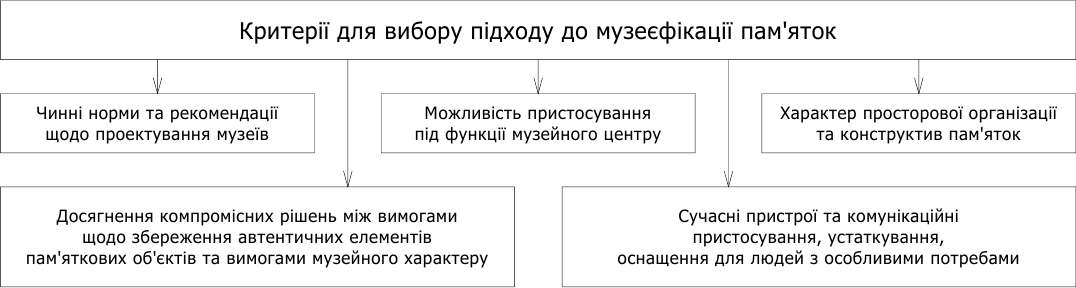 Критерії для вибору підходу до музеєфікації пам'яток
Чинні норми та рекомендації
щодо проектування музеїв
Можливість пристосування
під функції музейного центру
Характер просторової організації
та конструктив пам'яток
Досягнення компромісних рішень між вимогами
щодо збереження автентичних елементів
пам'яткових об'єктів та вимогами музейного характеру
Сучасні пристрої та комунікаційні
пристосування, устаткування,
оснащення для людей з особливими потребами